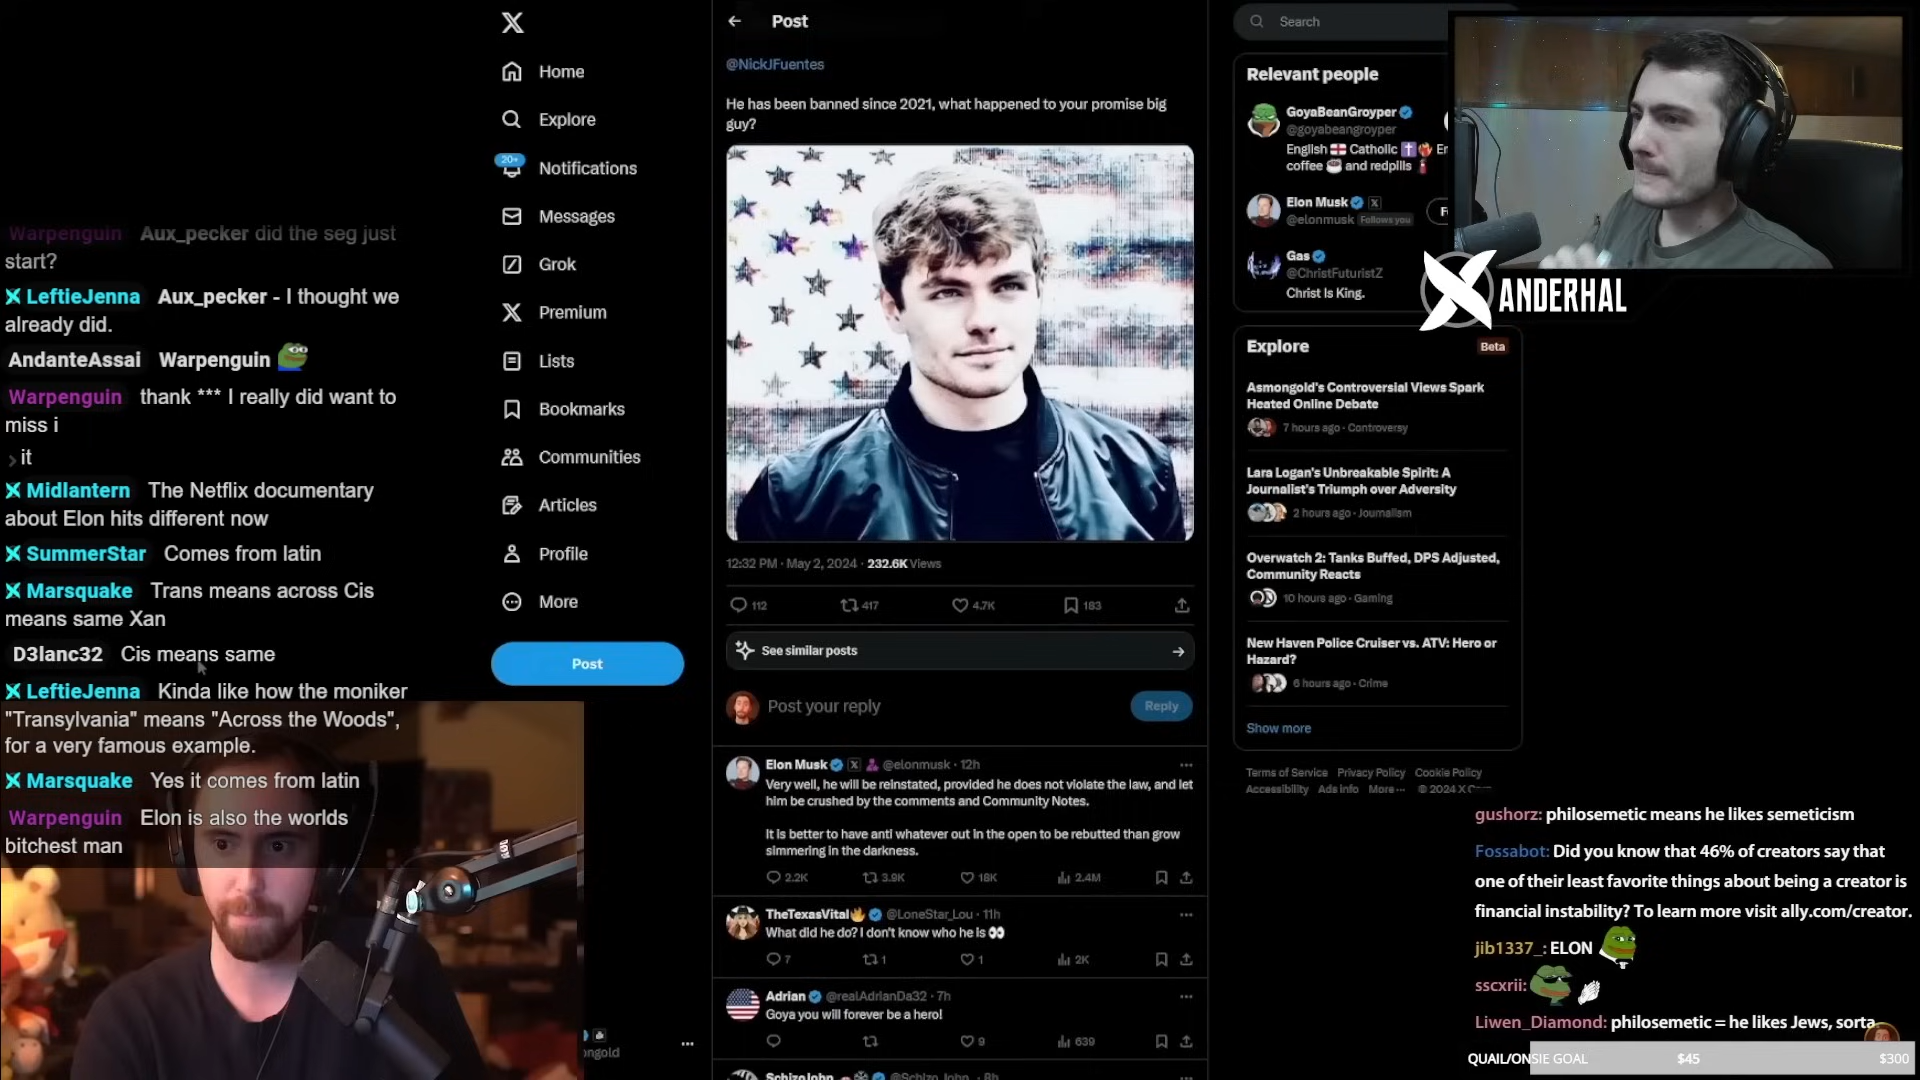 Warpenguin Aux_pecker did the seg just
start?
LeftieJenna Aux_pecker - I thought we
already did.
AndanteAssai Warpenguin
Warpenguin thank *** I really did want to
miss i
it
Midlantern The Netflix documentary
about Elon hits different now
SummerStar Comes from latin
Marsquake Trans means across Cis
means same Xan
D3lanc32 Cis means same
LeftieJenna Kinda like how the moniker
"Transylvania" means "Across the Woods",
for a very famous example.
Marsquake Yes it comes from latin
Warpenguin Elon is also the worlds
bitchest man
Home
Explore
20+
Notifications
Messages
Grok
Premium
Lists
Bookmarks
Communities
Articles
Profile
More
Post
ongold
Post
@NickJFuentes
He has been banned since 2021, what happened to your promise big
guy?
12:32 PM · May 2, 2024 · 232.6K Views
112 417 4.7K 183
See similar posts
Post your reply
Reply
Elon Musk @elonmusk · 12h
Very well, he will be reinstated, provided he does not violate the law, and let
him be crushed by the comments and Community Notes.
It is better to have anti whatever out in the open to be rebutted than grow
simmering in the darkness.
2.2K 3.9K 18K 2.4M
TheTexasVital @LoneStar_Lou · 11h
What did he do? I don't know who he is
7 1 1 2K
Adrian @realAdrianDa32 · 7h
Goya you will forever be a hero!
9 639
SchizoJohn @Schizo_John · 8h
Search
Relevant people
GoyaBeanGroyper
@goyabeangroyper
English Catholic
coffee and redpills
Elon Musk
@elonmusk Follows you
Gas
@ChristFuturistZ
Christ Is King.
ANDERHAL
Explore
Beta
Asmongold's Controversial Views Spark
Heated Online Debate
7 hours ago · Controversy
Lara Logan's Unbreakable Spirit: A
Journalist's Triumph over Adversity
2 hours ago · Journalism
Overwatch 2: Tanks Buffed, DPS Adjusted,
Community Reacts
10 hours ago · Gaming
New Haven Police Cruiser vs. ATV: Hero or
Hazard?
6 hours ago · Crime
Show more
Terms of Service Privacy Policy Cookie Policy
Accessibility Ads info More ··· © 2024 X
gushorz: philosemetic means he likes semeticism
Fossabot: Did you know that 46% of creators say that
one of their least favorite things about being a creator is
financial instability? To learn more visit ally.com/creator.
jib1337_: ELON
sscxrii:
Liwen_Diamond: philosemetic = he likes Jews, sorta.
QUAIL/ONSIE GOAL $45 $300